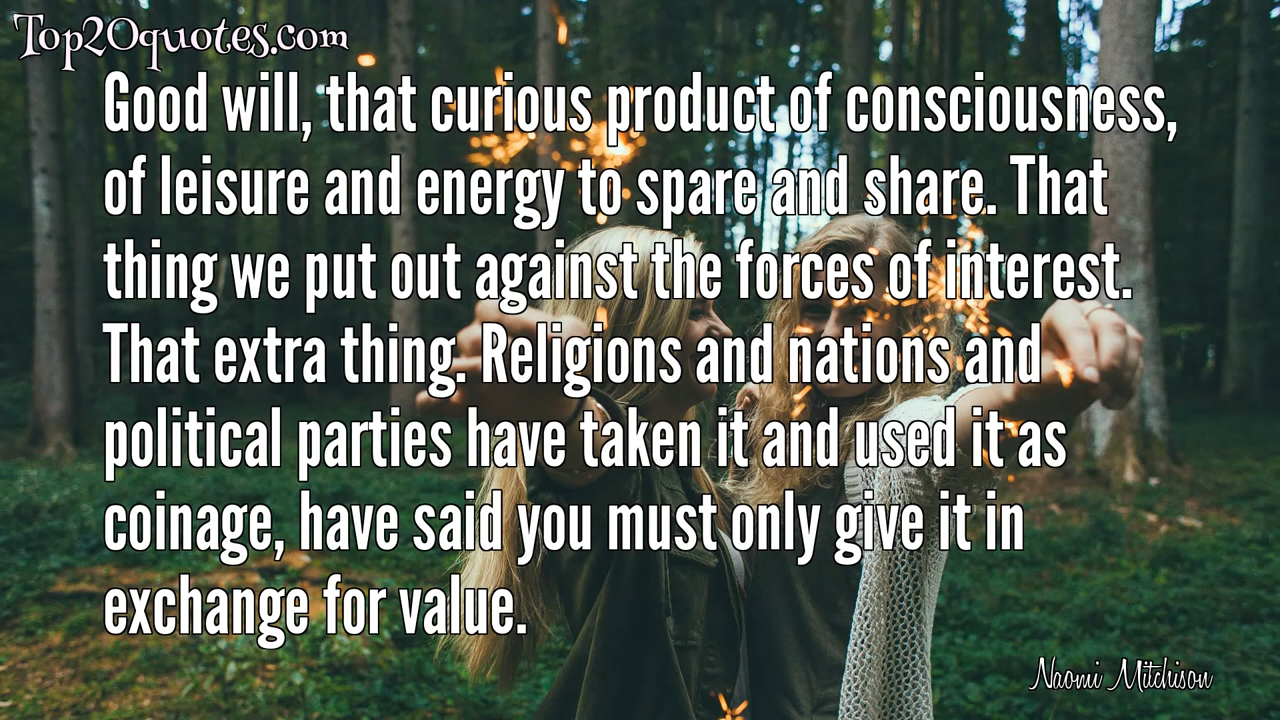 Top20quotes.com
Good will, that curious product of consciousness,
of leisure and energy to spare and share. That
thing we put out against the forces of interest.
That extra thing. Religions and nations and
political parties have taken it and used it as
coinage, have said you must only give it in
exchange for value.
Naomi Mitchison